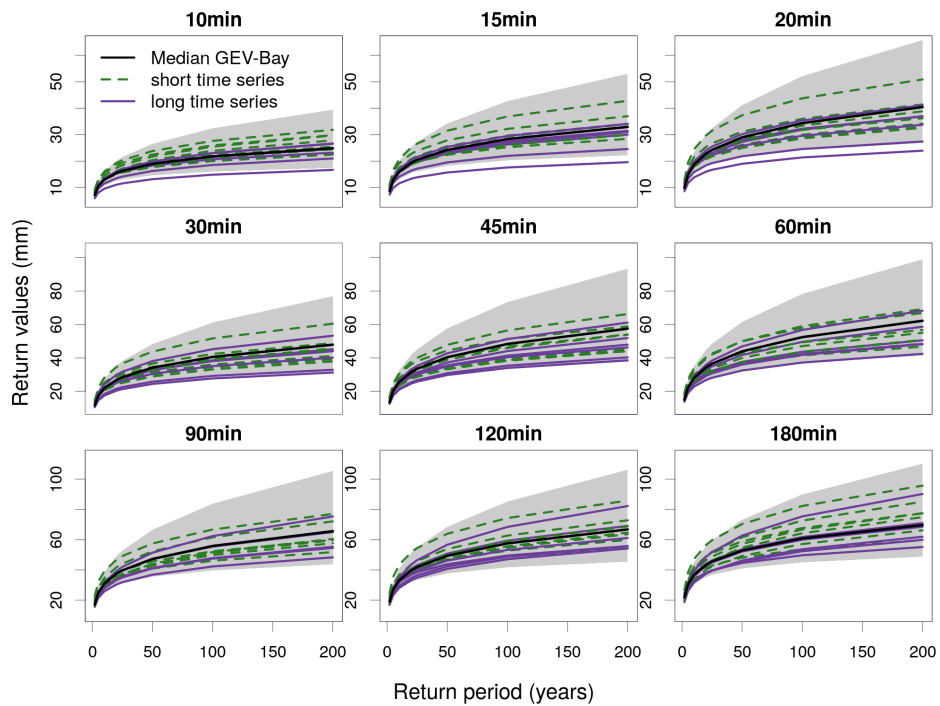 10min 15min 20min
Median GEV-Bay
short time series
long time series
10 30 50
10 30 50
10 30 50
30min 45min 60min
20 40 60 80
20 40 60 80
20 40 60 80
Return values (mm)
90min 120min 180min
20 60 100
20 60 100
20 60 100
0 50 100 150 200
0 50 100 150 200
0 50 100 150 200
Return period (years)